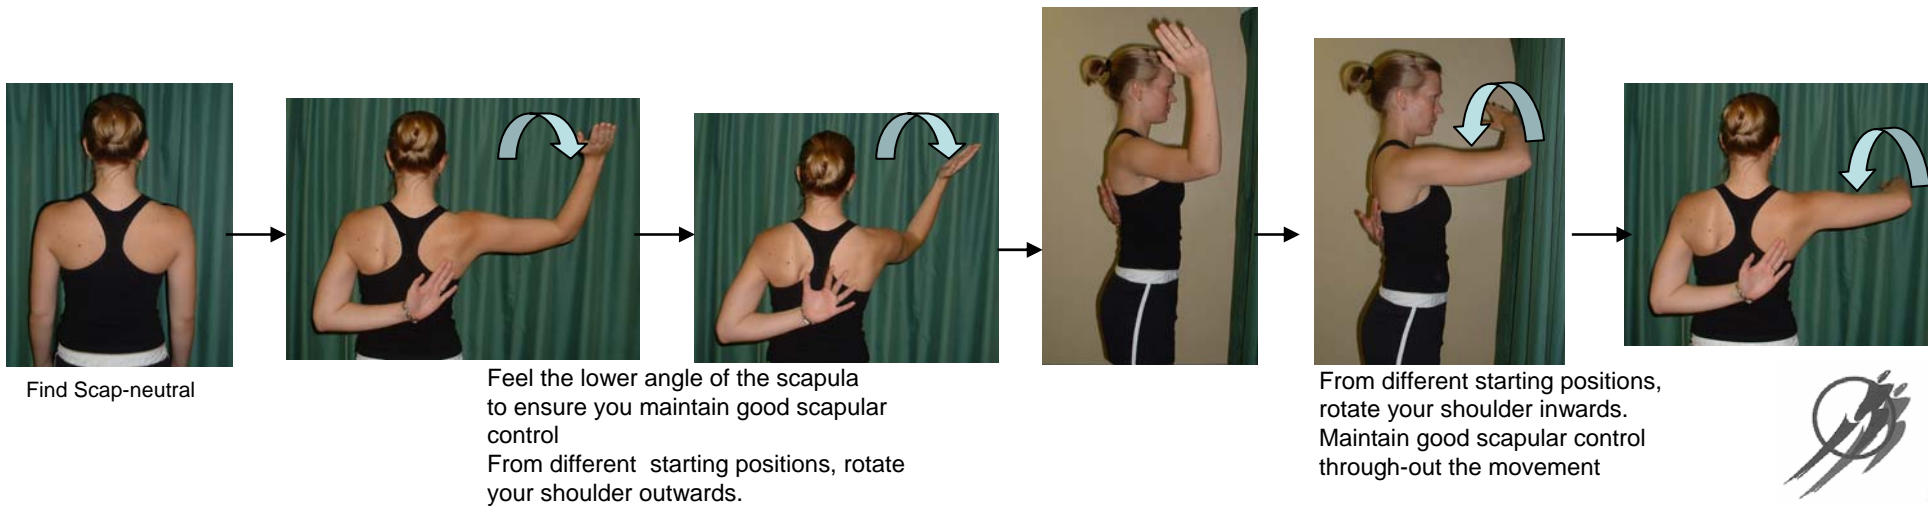 Find Scap-neutral
Feel the lower angle of the scapula
to ensure you maintain good scapular
control
From different  starting positions, rotate
your shoulder outwards.
From different starting positions,
rotate your shoulder inwards.
Maintain good scapular control
through-out the movement